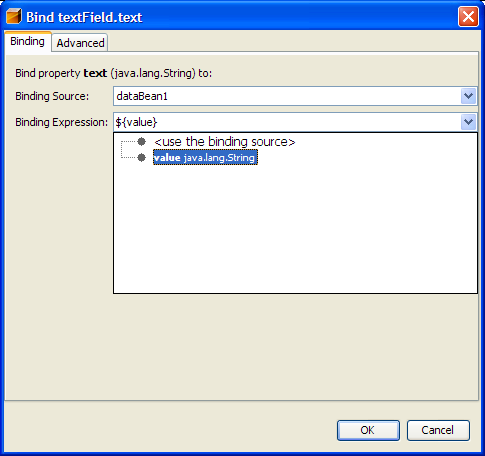 Bind textField.text
Binding Advanced
Bind property text (java.lang.String) to:
Binding Source: dataBean1
Binding Expression: ${value}
<use the binding source>
value java.lang.String
OK Cancel